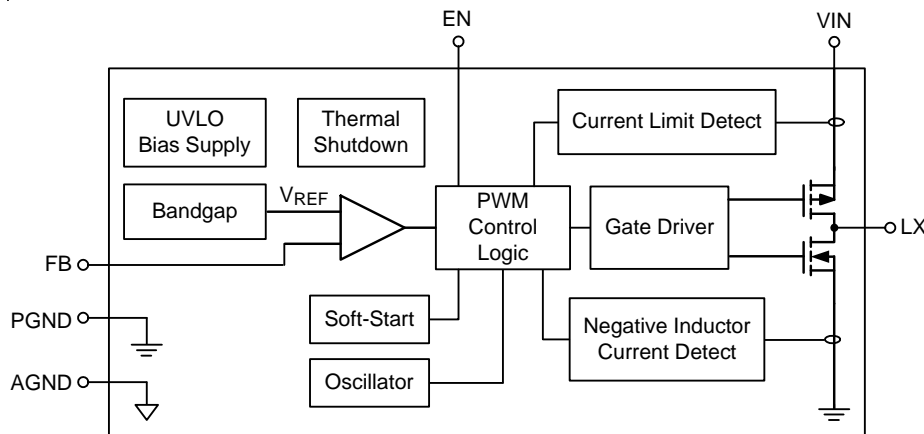 EN
VIN
UVLO
Bias Supply
Thermal
Shutdown
Current Limit Detect
Bandgap
VREF
PWM
Control
Logic
Gate Driver
LX
FB
PGND
Soft-Start
Negative Inductor
Current Detect
AGND
Oscillator